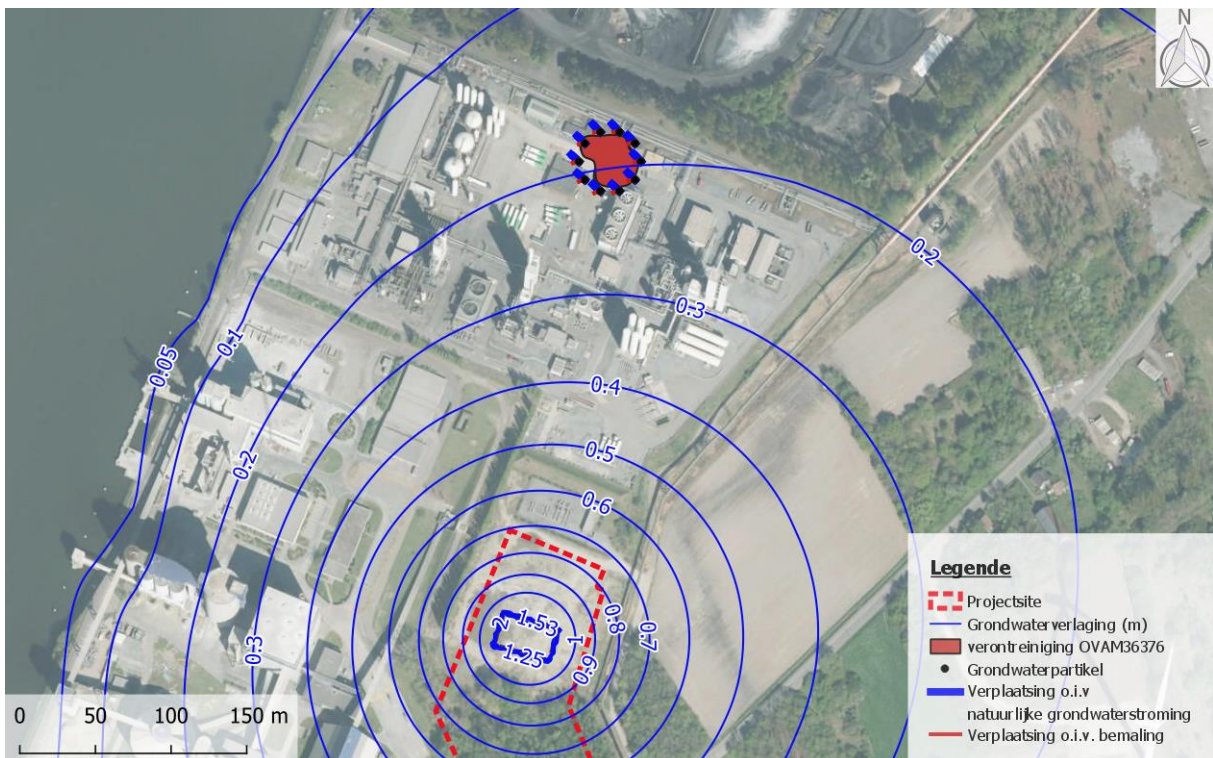 N
0.2
0.3
0.05
0.1
0.4
0.2
0.5
0.6
0.3
2
1.53
1.25
1
0.8
0.7
0.9
0 50 100 150 m
Legende
Projectsite
Grondwaterverlaging (m)
verontreiniging OVAM36376
Grondwaterpartikel
Verplaatsing o.i.v
natuurlijke grondwaterstroming
Verplaatsing o.i.v. bemaling